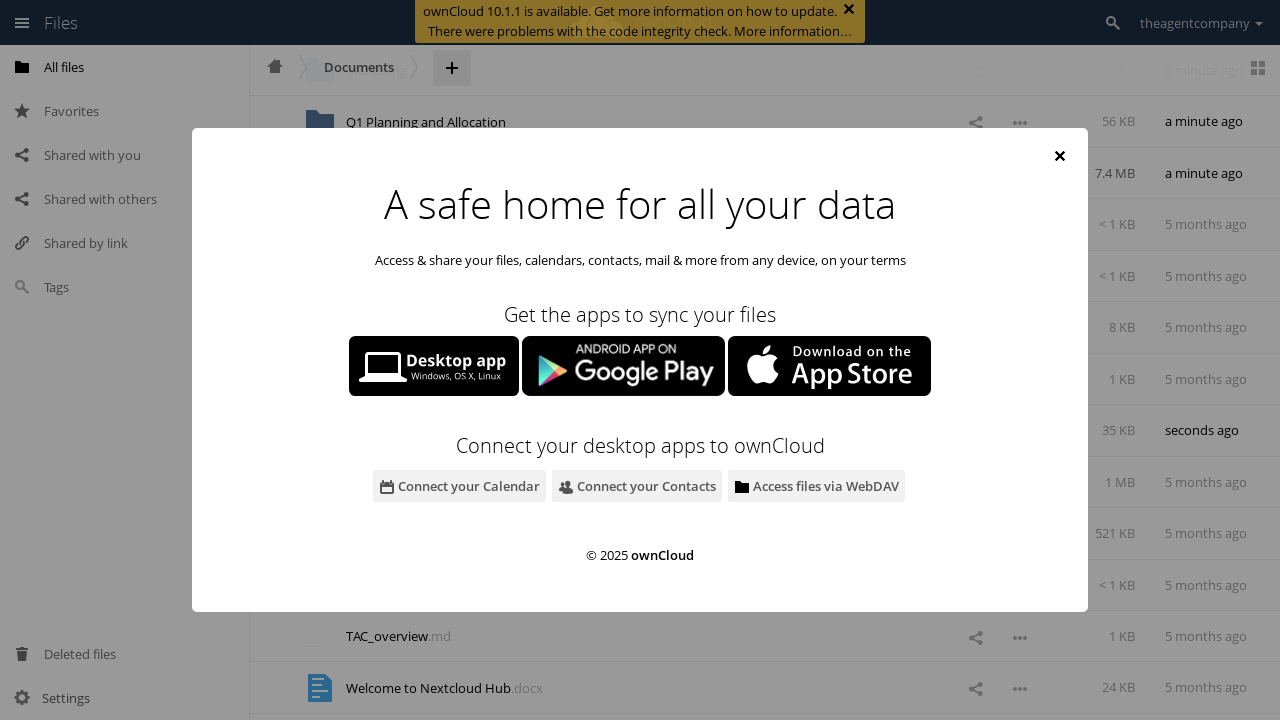 Files
ownCloud 10.1.1 is available. Get more information on how to update.
There were problems with the code integrity check. More information…
theagentcompany
All files
Documents
a minute ago
Favorites
Q1 Planning and Allocation
56 KB
a minute ago
Shared with you
7.4 MB
a minute ago
Shared with others
< 1 KB
5 months ago
Shared by link
< 1 KB
5 months ago
Tags
8 KB
5 months ago
1 KB
5 months ago
35 KB
seconds ago
1 MB
5 months ago
521 KB
5 months ago
< 1 KB
5 months ago
A safe home for all your data
Access & share your files, calendars, contacts, mail & more from any device, on your terms
Get the apps to sync your files
Desktop app
Windows, OS X, Linux
ANDROID APP ON
Google Play
Download on the
App Store
Connect your desktop apps to ownCloud
Connect your Calendar
Connect your Contacts
Access files via WebDAV
© 2025 ownCloud
TAC_overview.md
1 KB
5 months ago
Deleted files
Welcome to Nextcloud Hub.docx
24 KB
5 months ago
Settings